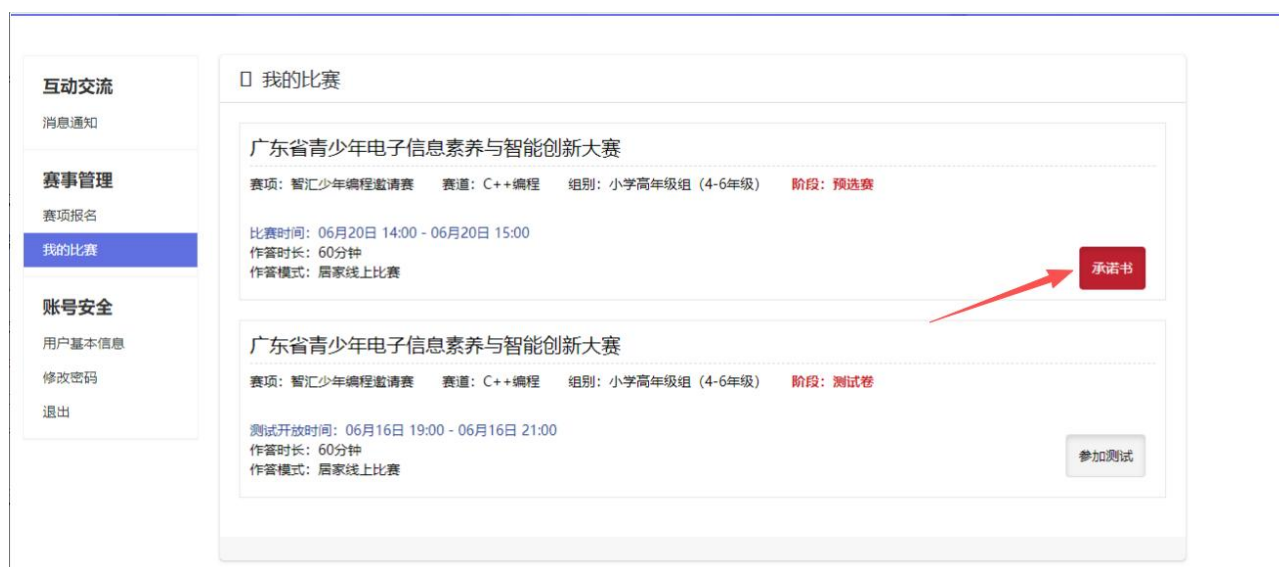 互动交流
消息通知
赛事管理
赛项报名
我的比赛
账号安全
用户基本信息
修改密码
退出
我的比赛
广东省青少年电子信息素养与智能创新大赛
赛项：智汇少年编程邀请赛 赛道：C++编程 组别：小学高年级组（4-6年级） 阶段：预选赛
比赛时间：06月20日 14:00 - 06月20日 15:00
作答时长：60分钟
作答模式：居家线上比赛
承诺书
广东省青少年电子信息素养与智能创新大赛
赛项：智汇少年编程邀请赛 赛道：C++编程 组别：小学高年级组（4-6年级） 阶段：测试卷
测试开放时间：06月16日 19:00 - 06月16日 21:00
作答时长：60分钟
作答模式：居家线上比赛
参加测试